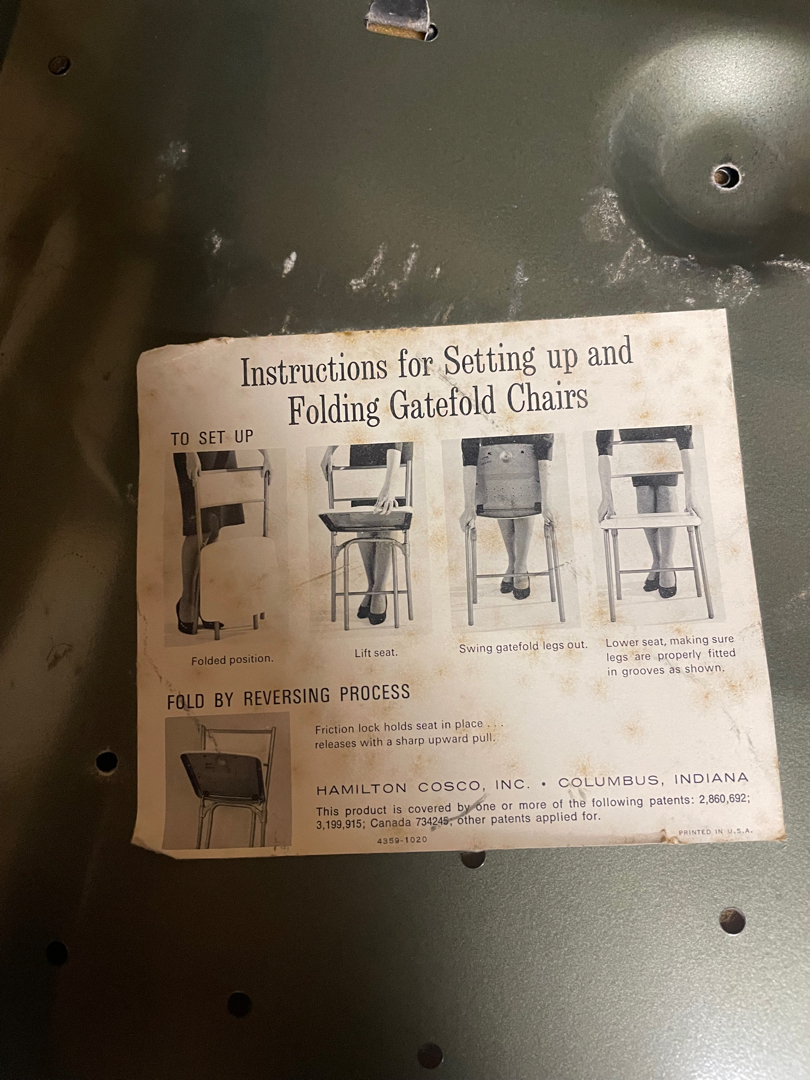 Instructions for Setting up and
Folding Gatefold Chairs
TO SET UP
Folded position.
Lift seat.
Swing gatefold legs out.
Lower seat, making sure
legs are properly fitted
in grooves as shown.
FOLD BY REVERSING PROCESS
Friction lock holds seat in place . . .
releases with a sharp upward pull.
HAMILTON COSCO, INC. • COLUMBUS, INDIANA
This product is covered by one or more of the following patents: 2,860,692;
3,199,915; Canada 734245; other patents applied for.
4359-1020
PRINTED IN U.S.A.